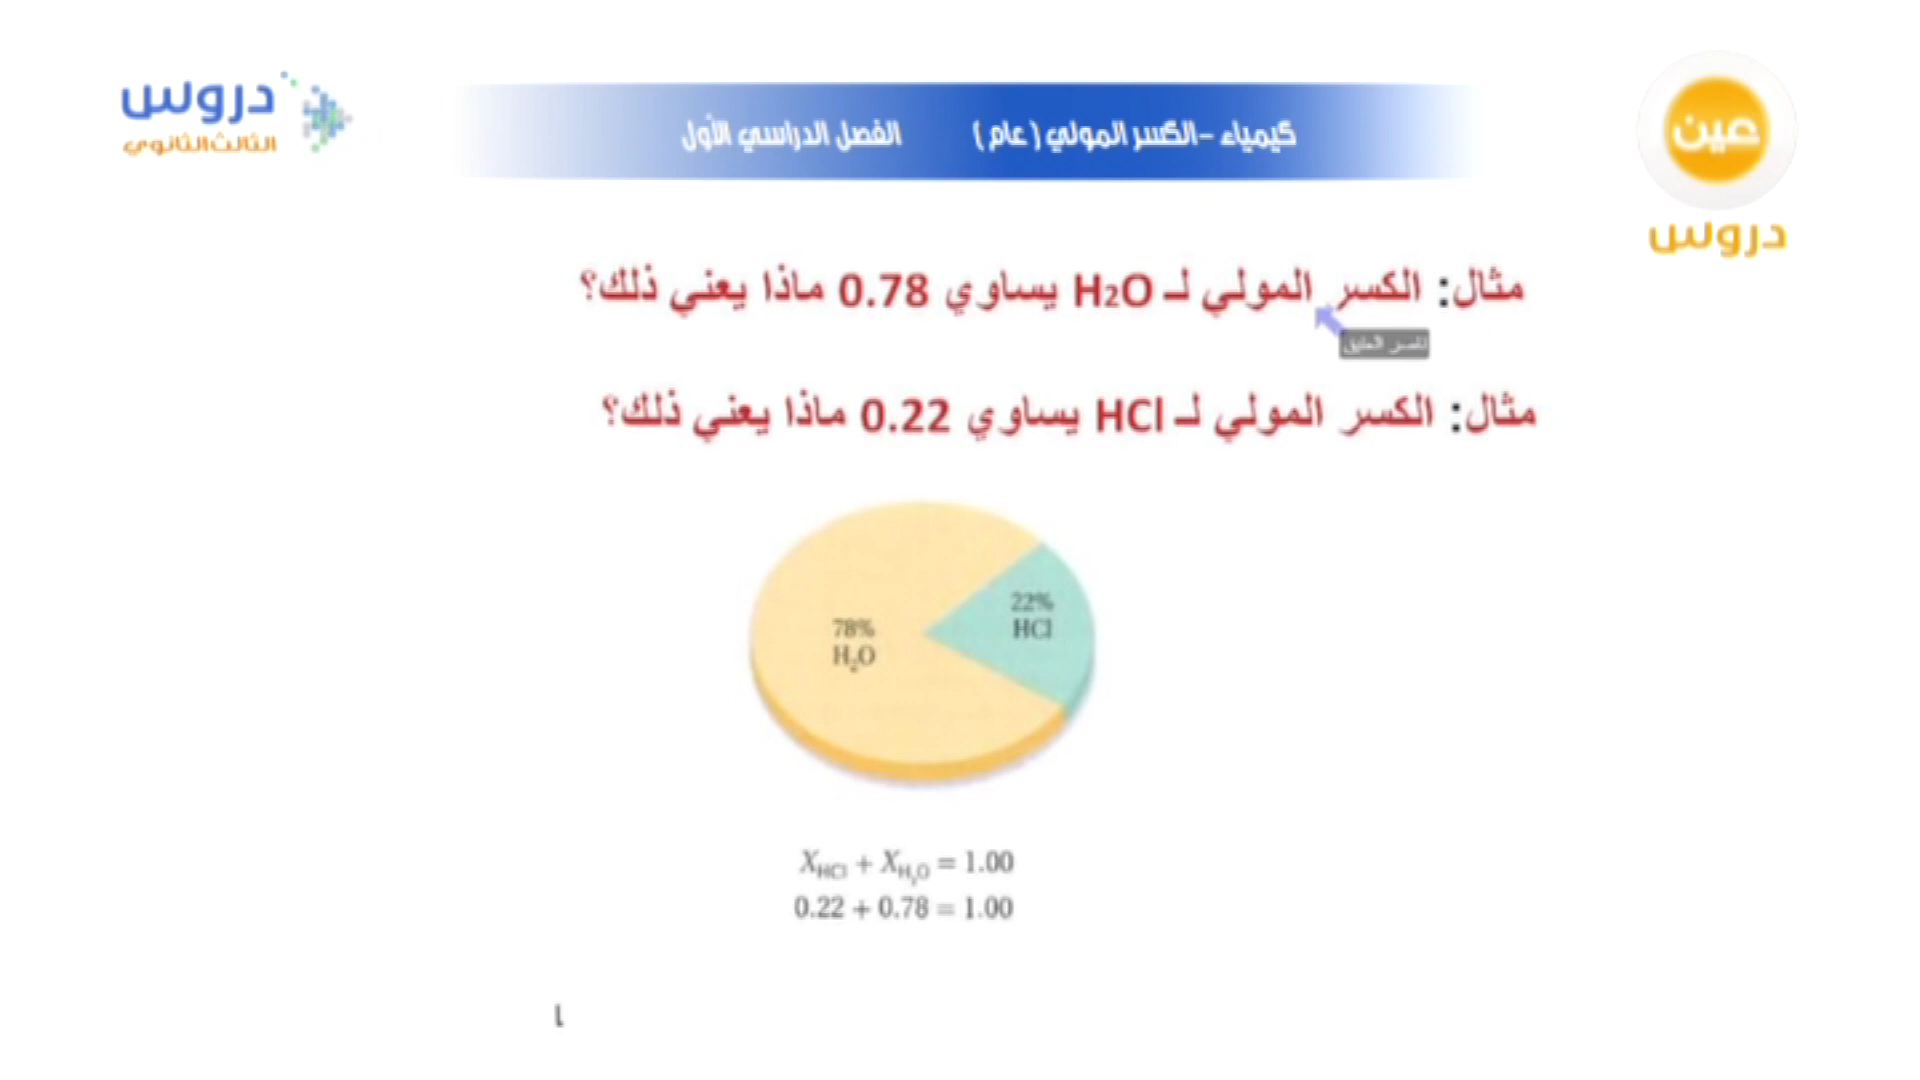 دروس
الثالث الثانوي
كيمياء - الكسر المولي ( عام ) الفصل الدراسي الأول
عين
دروس
مثال: الكسر المولي لـ H₂O يساوي 0.78 ماذا يعني ذلك؟
مثال: الكسر المولي لـ HCl يساوي 0.22 ماذا يعني ذلك؟
22%
HCl
78%
H₂O
X_HCl + X_H₂O = 1.00
0.22 + 0.78 = 1.00